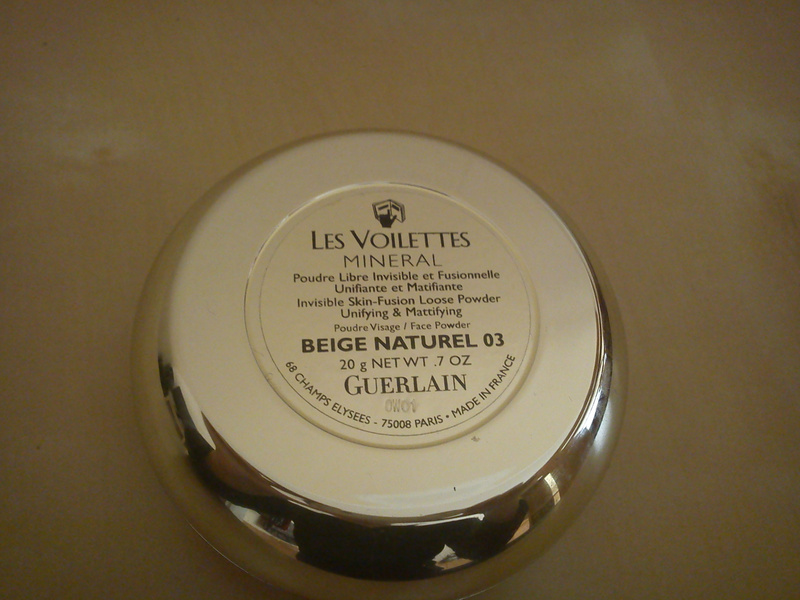 LES VOILETTES
MINERAL
Poudre Libre Invisible et Fusionnelle
Unifiante et Matifiante
Invisible Skin-Fusion Loose Powder
Unifying & Mattifying
Poudre Visage / Face Powder
BEIGE NATUREL 03
20 g NET WT .7 OZ
GUERLAIN
68 CHAMPS ELYSEES - 75008 PARIS • MADE IN FRANCE